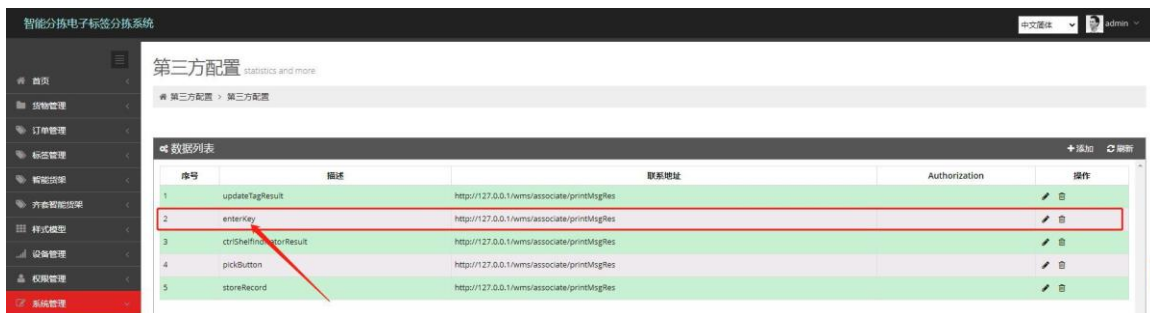 智能分拣电子标签分拣系统
中文简体
admin
首页
货物管理
订单管理
标签管理
智能货架
齐套智能货架
样式模型
设备管理
权限管理
系统管理
第三方配置 statistics and more
第三方配置 > 第三方配置
数据列表
+添加 刷新
序号 描述 联系地址 Authorization 操作
1 updateTagResult http://127.0.0.1/wms/associate/printMsgRes
2 enterKey http://127.0.0.1/wms/associate/printMsgRes
3 ctrlShelfIndicatorResult http://127.0.0.1/wms/associate/printMsgRes
4 pickButton http://127.0.0.1/wms/associate/printMsgRes
5 storeRecord http://127.0.0.1/wms/associate/printMsgRes